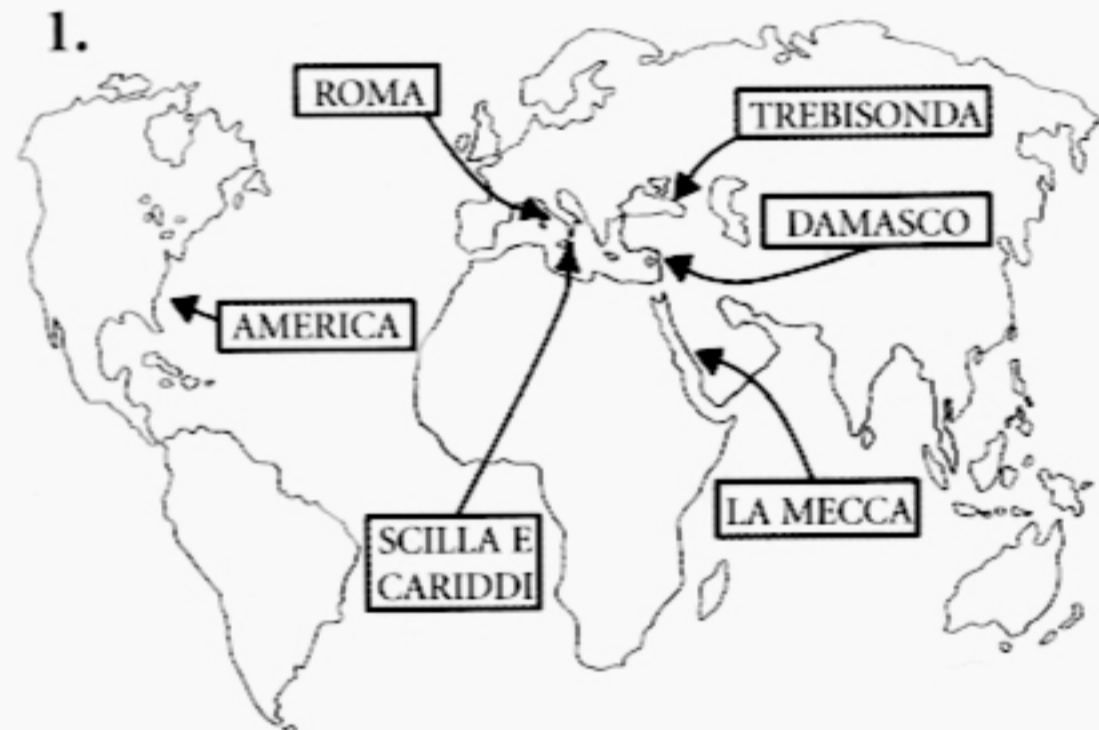 1.
ROMA
TREBISONDA
DAMASCO
AMERICA
SCILLA E
CARIDDI
LA MECCA